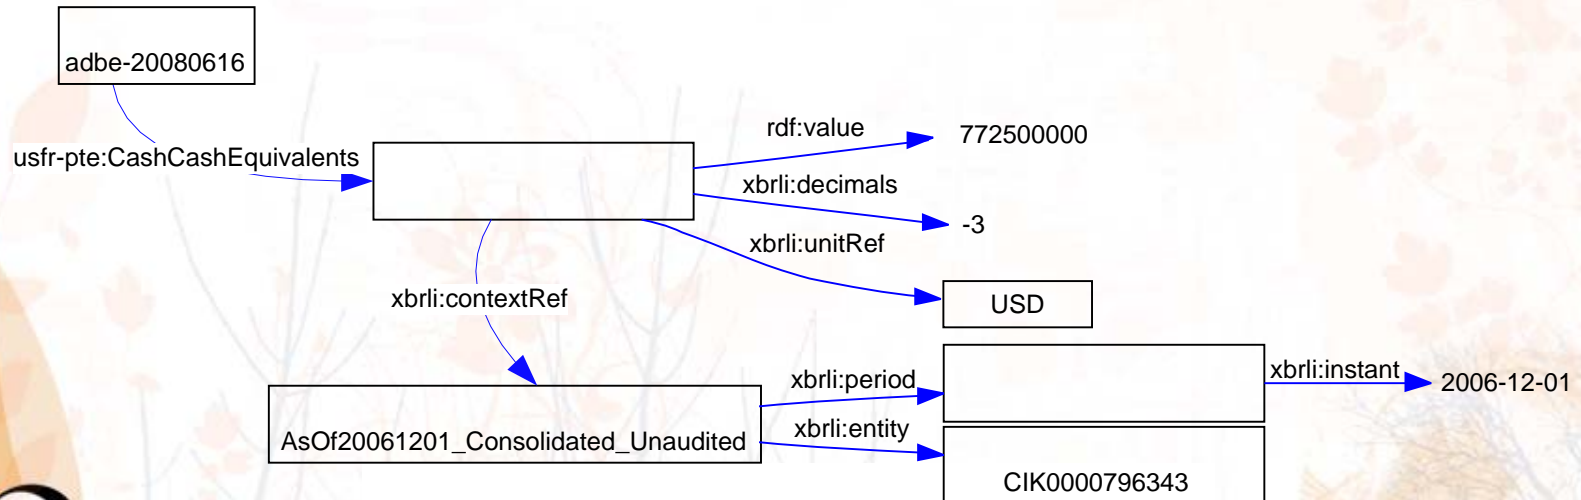 adbe-20080616
usfr-pte:CashCashEquivalents
rdf:value
772500000
xbrli:decimals
-3
xbrli:unitRef
USD
xbrli:contextRef
AsOf20061201_Consolidated_Unaudited
xbrli:period
xbrli:instant
2006-12-01
xbrli:entity
CIK0000796343